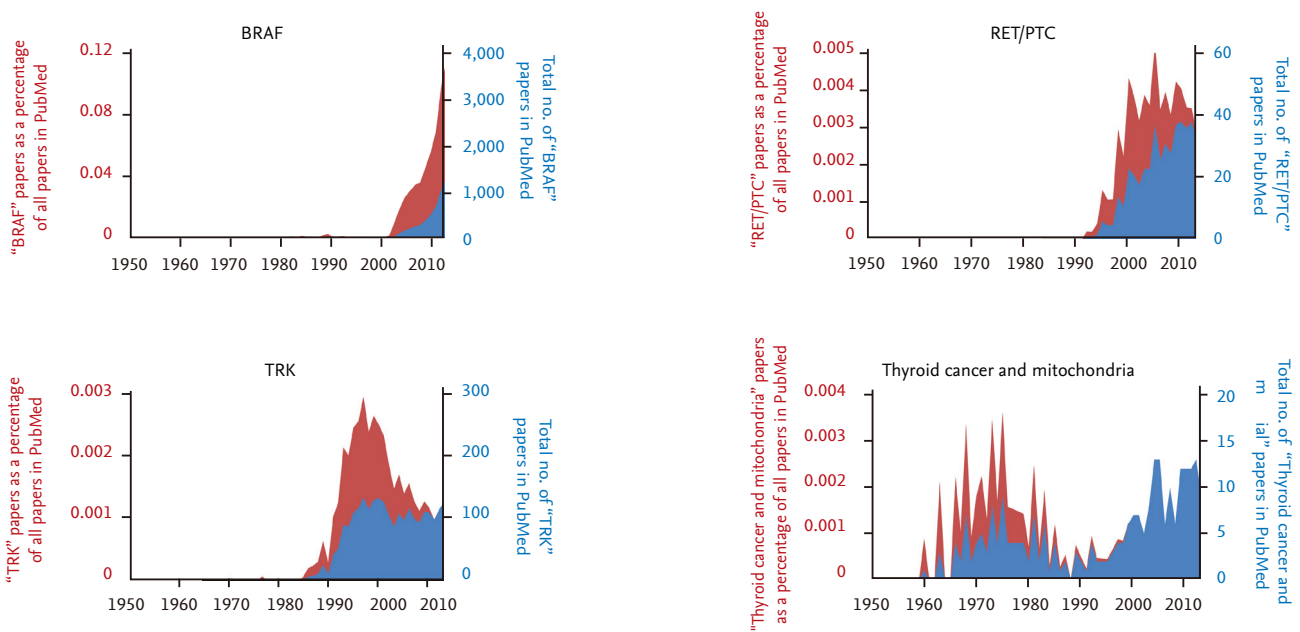 BRAF
“BRAF” papers as a percentage
of all papers in PubMed
0.12
0.08
0.04
0
4,000
3,000
2,000
1,000
0
Total no. of “BRAF”
papers in PubMed
1950 1960 1970 1980 1990 2000 2010
RET/PTC
“RET/PTC” papers as a percentage
of all papers in PubMed
0.005
0.004
0.003
0.002
0.001
0
60
40
20
0
Total no. of “RET/PTC”
papers in PubMed
1950 1960 1970 1980 1990 2000 2010
TRK
“TRK” papers as a percentage
of all papers in PubMed
0.003
0.002
0.001
0
300
200
100
0
Total no. of “TRK”
papers in PubMed
1950 1960 1970 1980 1990 2000 2010
Thyroid cancer and mitochondria
“Thyroid cancer and mitochondria” papers
as a percentage of all papers in PubMed
0.004
0.003
0.002
0.001
0
20
15
10
5
0
Total no. of “Thyroid cancer and
m ial” papers in PubMed
1950 1960 1970 1980 1990 2000 2010